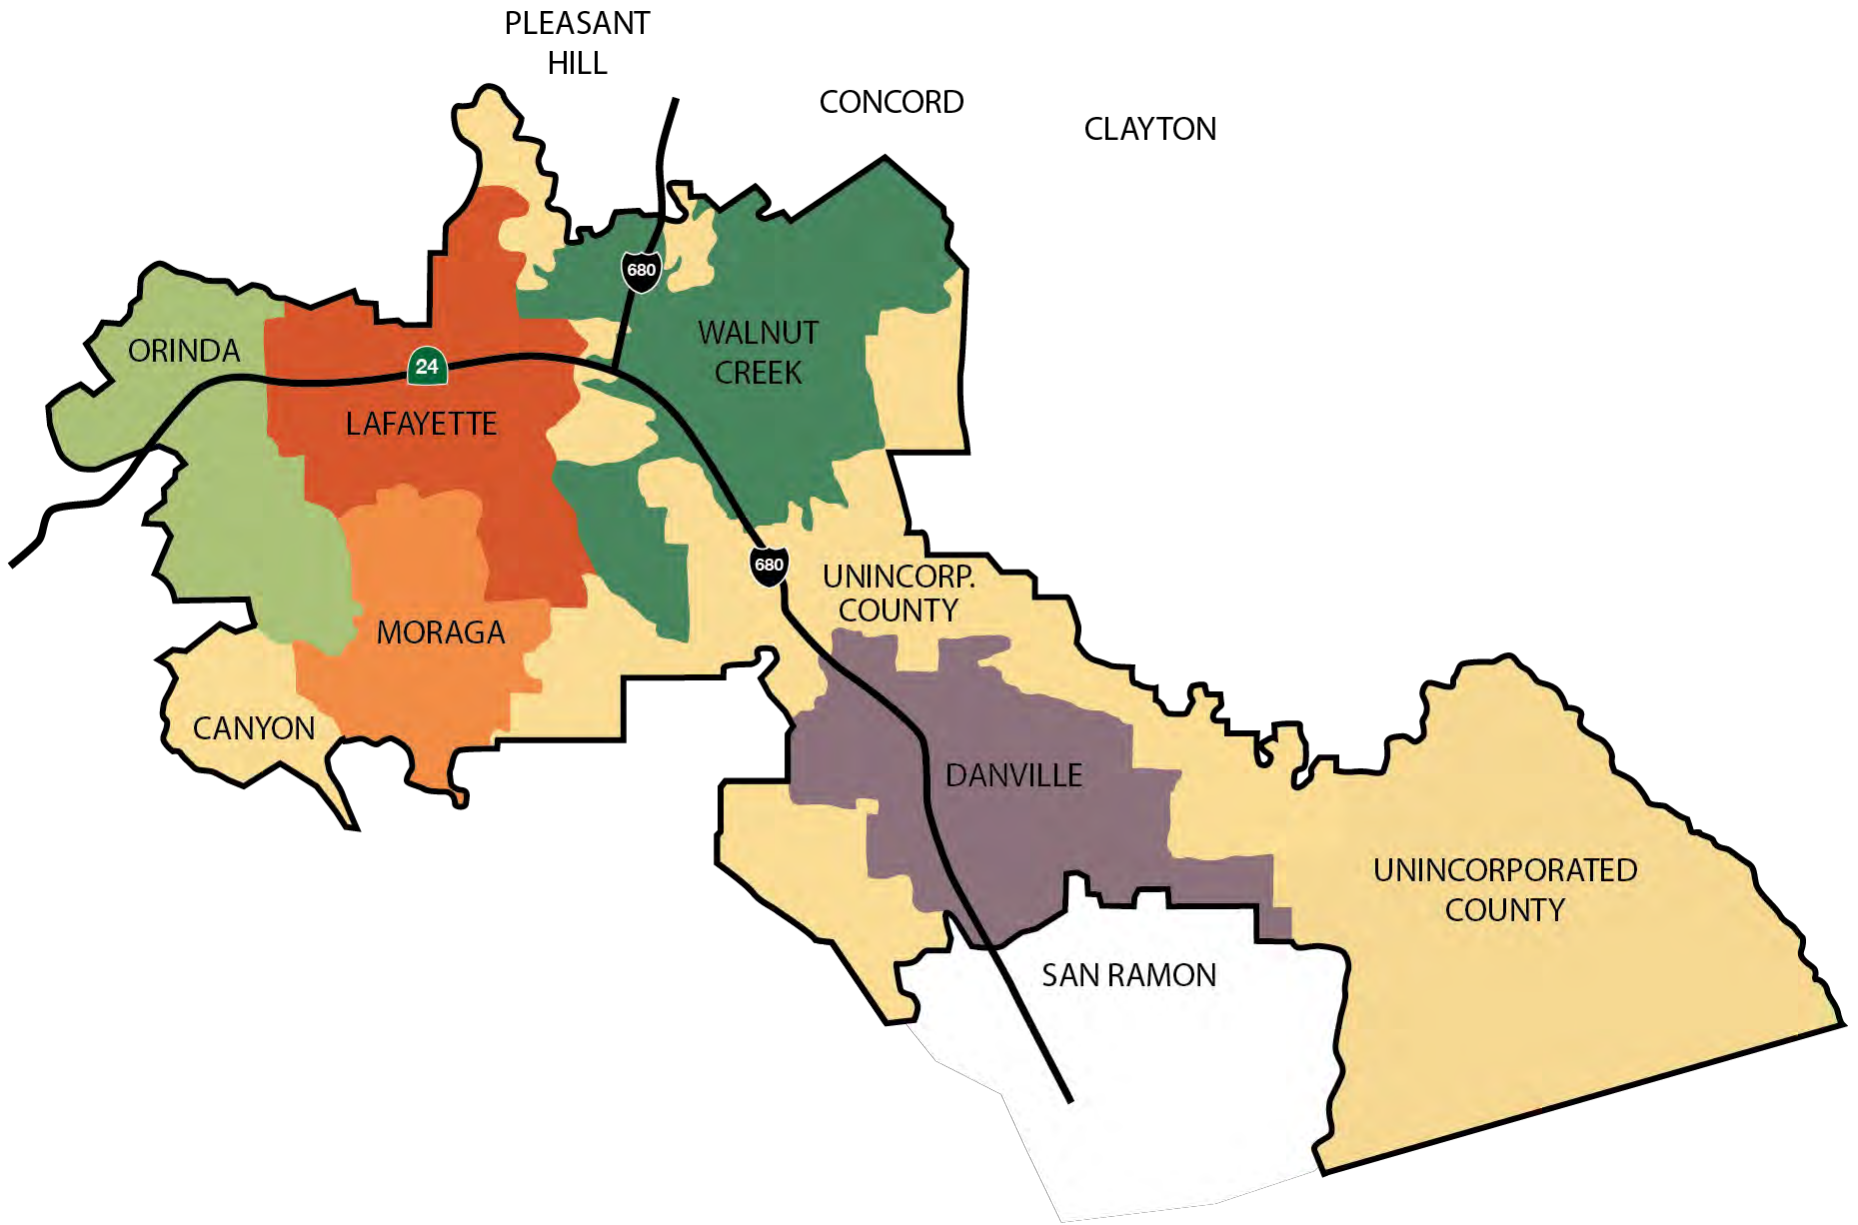 PLEASANT
HILL
CONCORD
CLAYTON
680
WALNUT
CREEK
ORINDA
24
LAFAYETTE
680
UNINCORP.
COUNTY
MORAGA
CANYON
DANVILLE
UNINCORPORATED
COUNTY
SAN RAMON